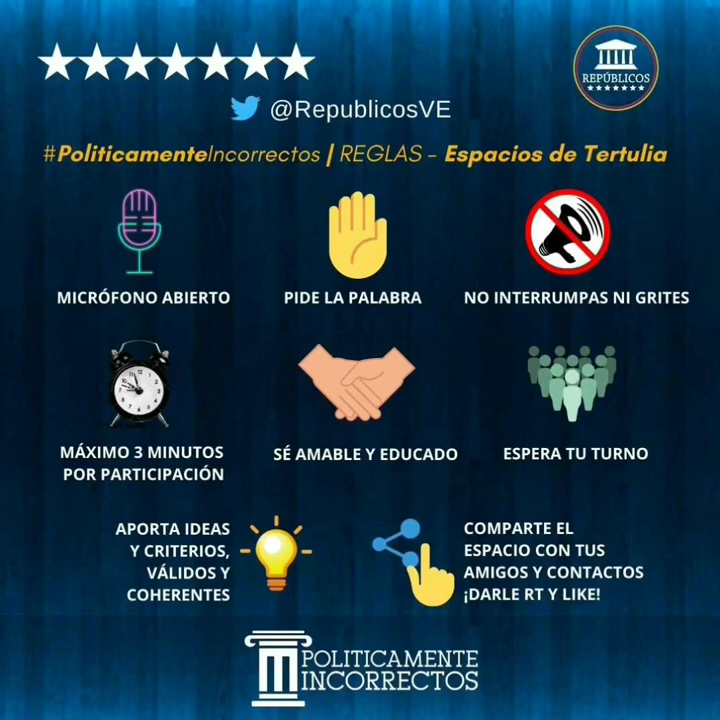 REPÚBLICOS
@RepublicosVE
#PoliticamenteIncorrectos | REGLAS - Espacios de Tertulia
MICRÓFONO ABIERTO
PIDE LA PALABRA
NO INTERRUMPAS NI GRITES
MÁXIMO 3 MINUTOS
POR PARTICIPACIÓN
SÉ AMABLE Y EDUCADO
ESPERA TU TURNO
APORTA IDEAS
Y CRITERIOS,
VÁLIDOS Y
COHERENTES
COMPARTE EL
ESPACIO CON TUS
AMIGOS Y CONTACTOS
¡DARLE RT Y LIKE!
POLITICAMENTE
INCORRECTOS